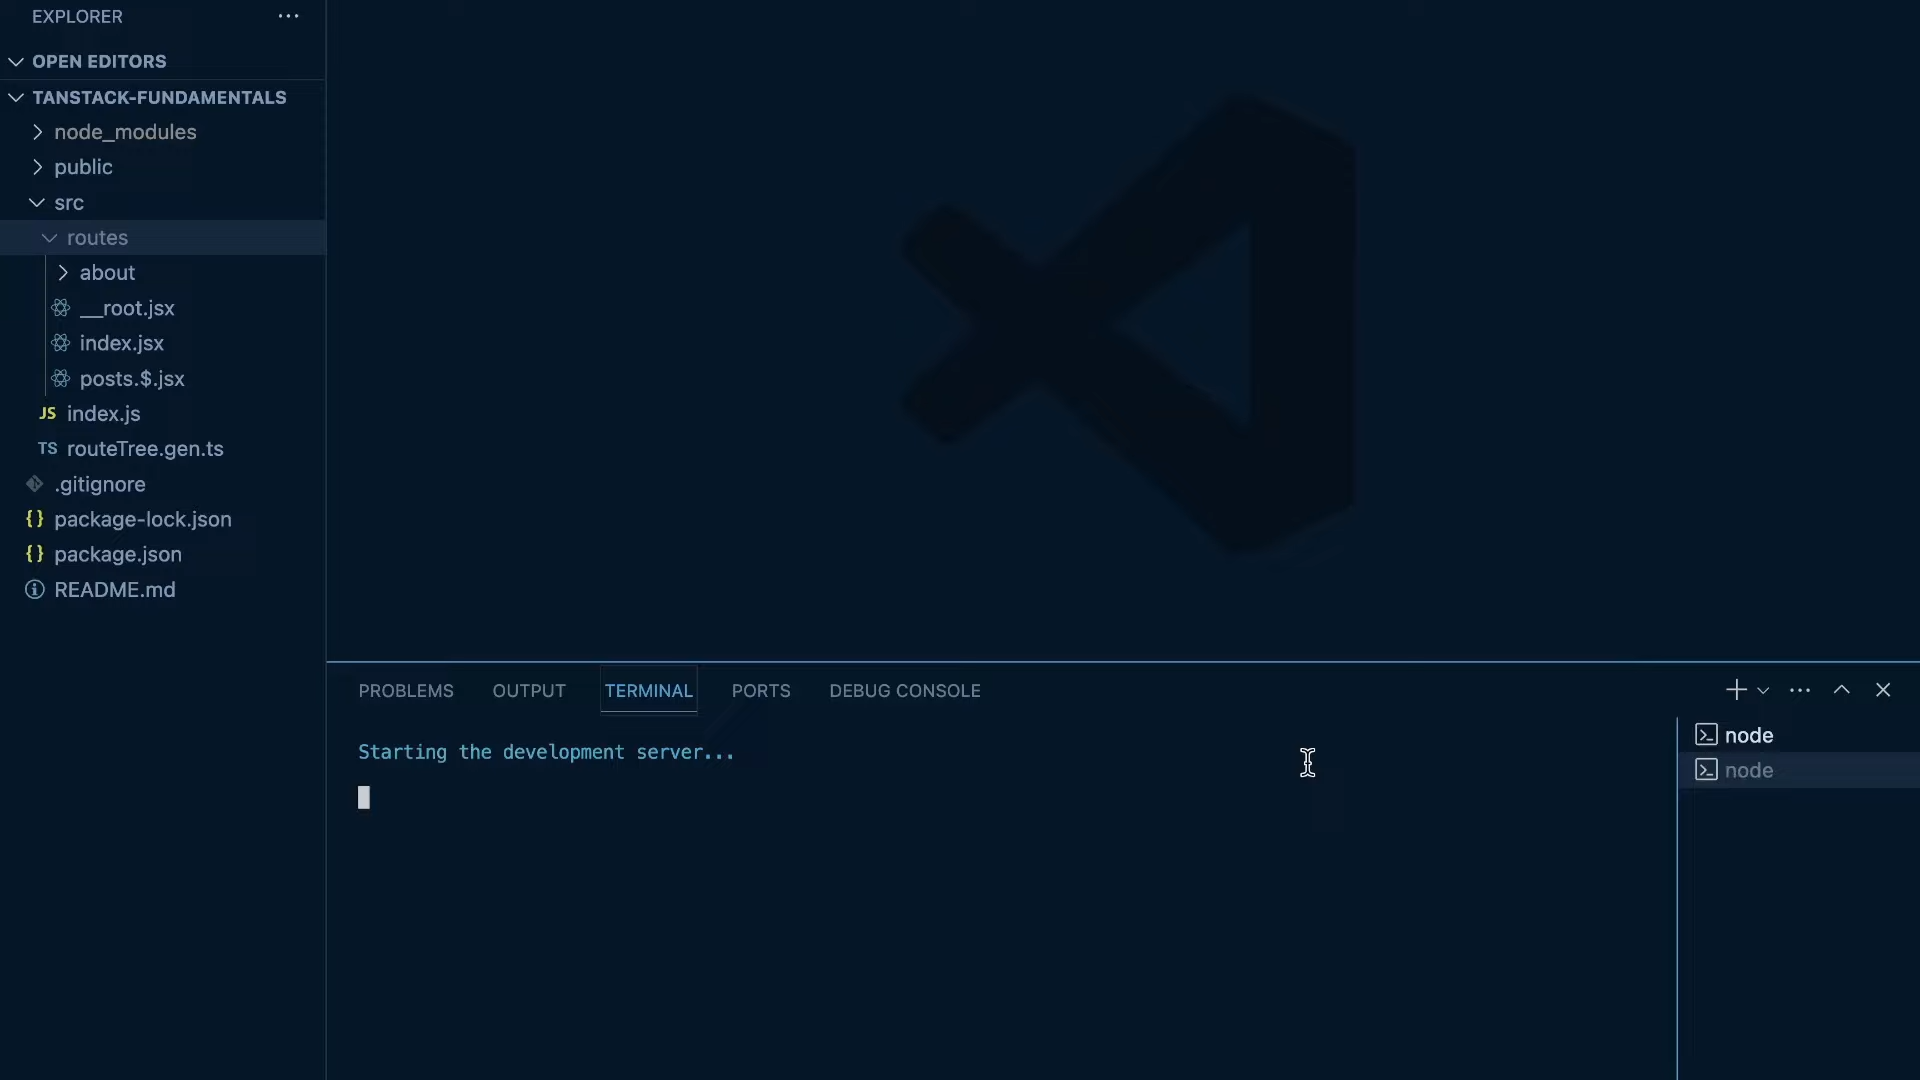 EXPLORER
OPEN EDITORS
TANSTACK-FUNDAMENTALS
node_modules
public
src
routes
about
__root.jsx
index.jsx
posts.$.jsx
JS index.js
TS routeTree.gen.ts
.gitignore
{} package-lock.json
{} package.json
README.md
PROBLEMS OUTPUT TERMINAL PORTS DEBUG CONSOLE
Starting the development server...
node
node